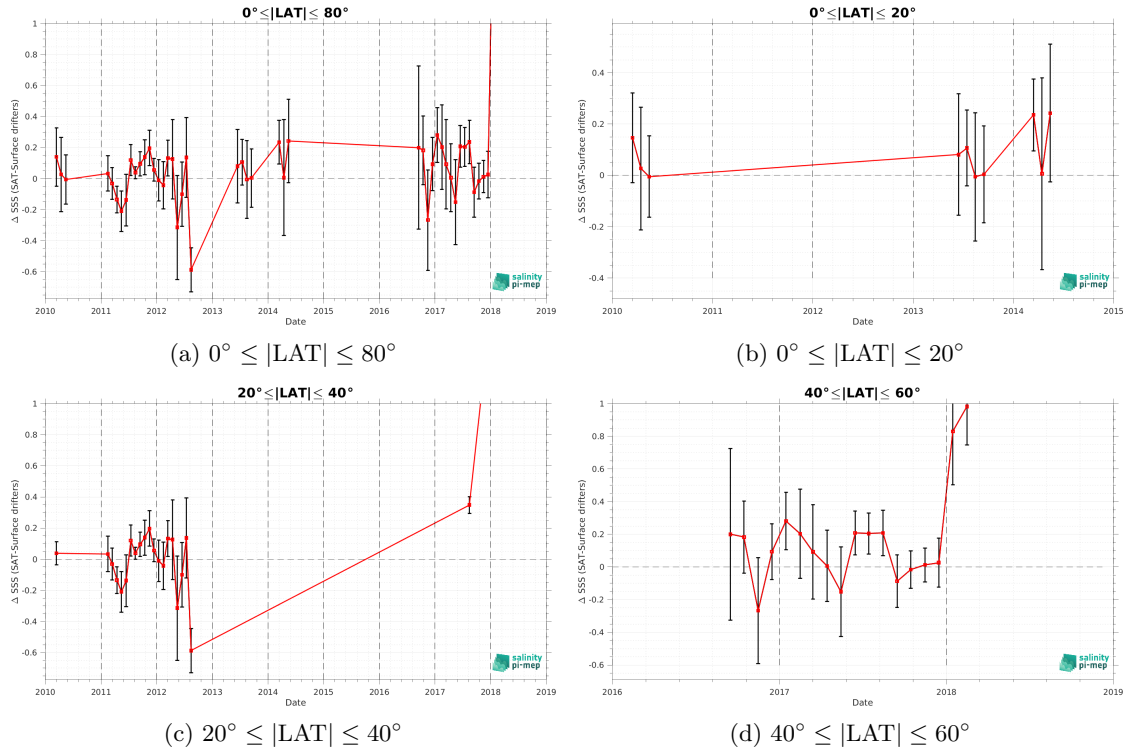 0°≤|LAT|≤ 80°
Δ SSS (SAT-Surface drifters)
1
0.8
0.6
0.4
0.2
0
-0.2
-0.4
-0.6
2010 2011 2012 2013 2014 2015 2016 2017 2018 2019
Date
salinity
pi-mep
(a) 0° ≤ |LAT| ≤ 80°
0°≤|LAT|≤ 20°
Δ SSS (SAT-Surface drifters)
0.4
0.2
0
-0.2
-0.4
2010 2011 2012 2013 2014 2015
Date
salinity
pi-mep
(b) 0° ≤ |LAT| ≤ 20°
20°≤|LAT|≤ 40°
Δ SSS (SAT-Surface drifters)
1
0.8
0.6
0.4
0.2
0
-0.2
-0.4
-0.6
2010 2011 2012 2013 2014 2015 2016 2017 2018 2019
Date
salinity
pi-mep
(c) 20° ≤ |LAT| ≤ 40°
40°≤|LAT|≤ 60°
Δ SSS (SAT-Surface drifters)
1
0.8
0.6
0.4
0.2
0
-0.2
-0.4
-0.6
2016 2017 2018 2019
Date
salinity
pi-mep
(d) 40° ≤ |LAT| ≤ 60°